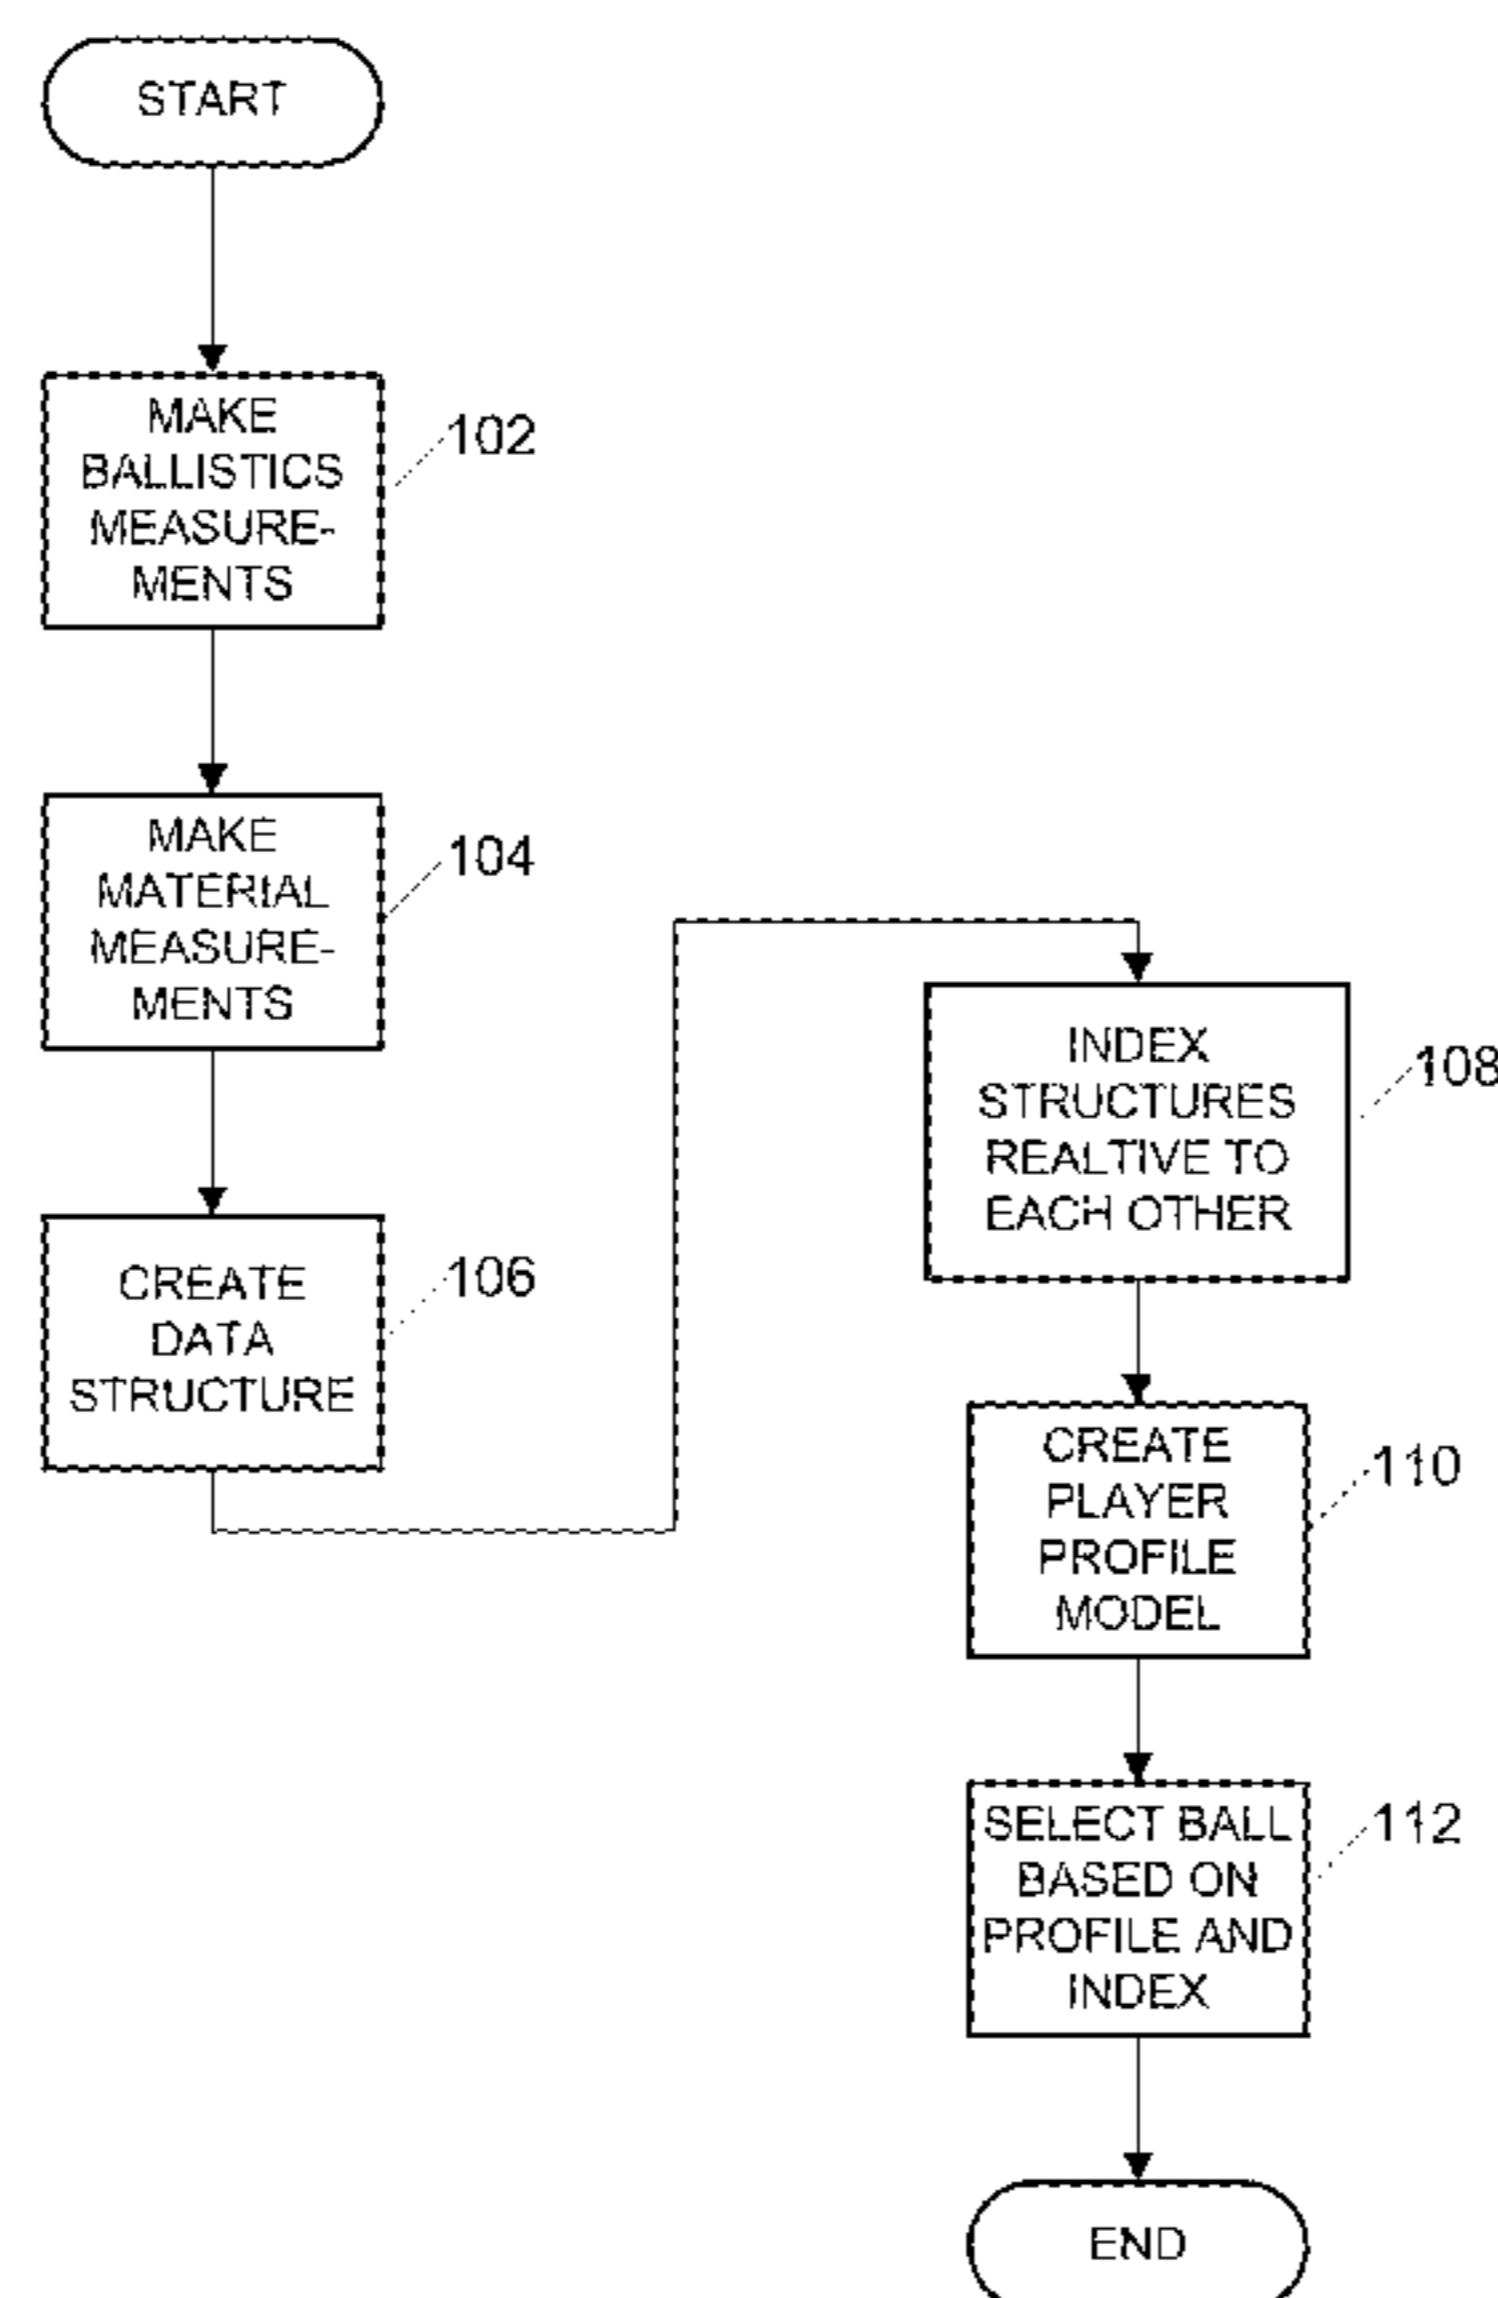 START
MAKE
BALLISTICS
MEASURE-
MENTS
102
MAKE
MATERIAL
MEASURE-
MENTS
104
CREATE
DATA
STRUCTURE
106
INDEX
STRUCTURES
REALTIVE TO
EACH OTHER
108
CREATE
PLAYER
PROFILE
MODEL
110
SELECT BALL
BASED ON
PROFILE AND
INDEX
112
END